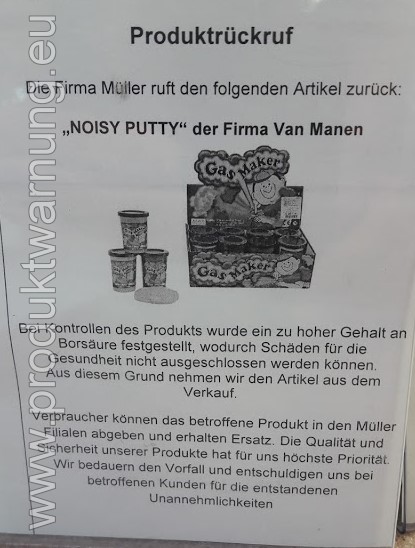 Produktrückruf
Die Firma Müller ruft den folgenden Artikel zurück:
„NOISY PUTTY“ der Firma Van Manen
Gas Maker
Gas Maker
Bei Kontrollen des Produkts wurde ein zu hoher Gehalt an
Borsäure festgestellt, wodurch Schäden für die
Gesundheit nicht ausgeschlossen werden können.
Aus diesem Grund nehmen wir den Artikel aus dem
Verkauf.
Verbraucher können das betroffene Produkt in den Müller
Filialen abgeben und erhalten Ersatz. Die Qualität und
Sicherheit unserer Produkte hat für uns höchste Priorität.
Wir bedauern den Vorfall und entschuldigen uns bei
betroffenen Kunden für die entstandenen
Unannehmlichkeiten
www.produktwarnung.eu